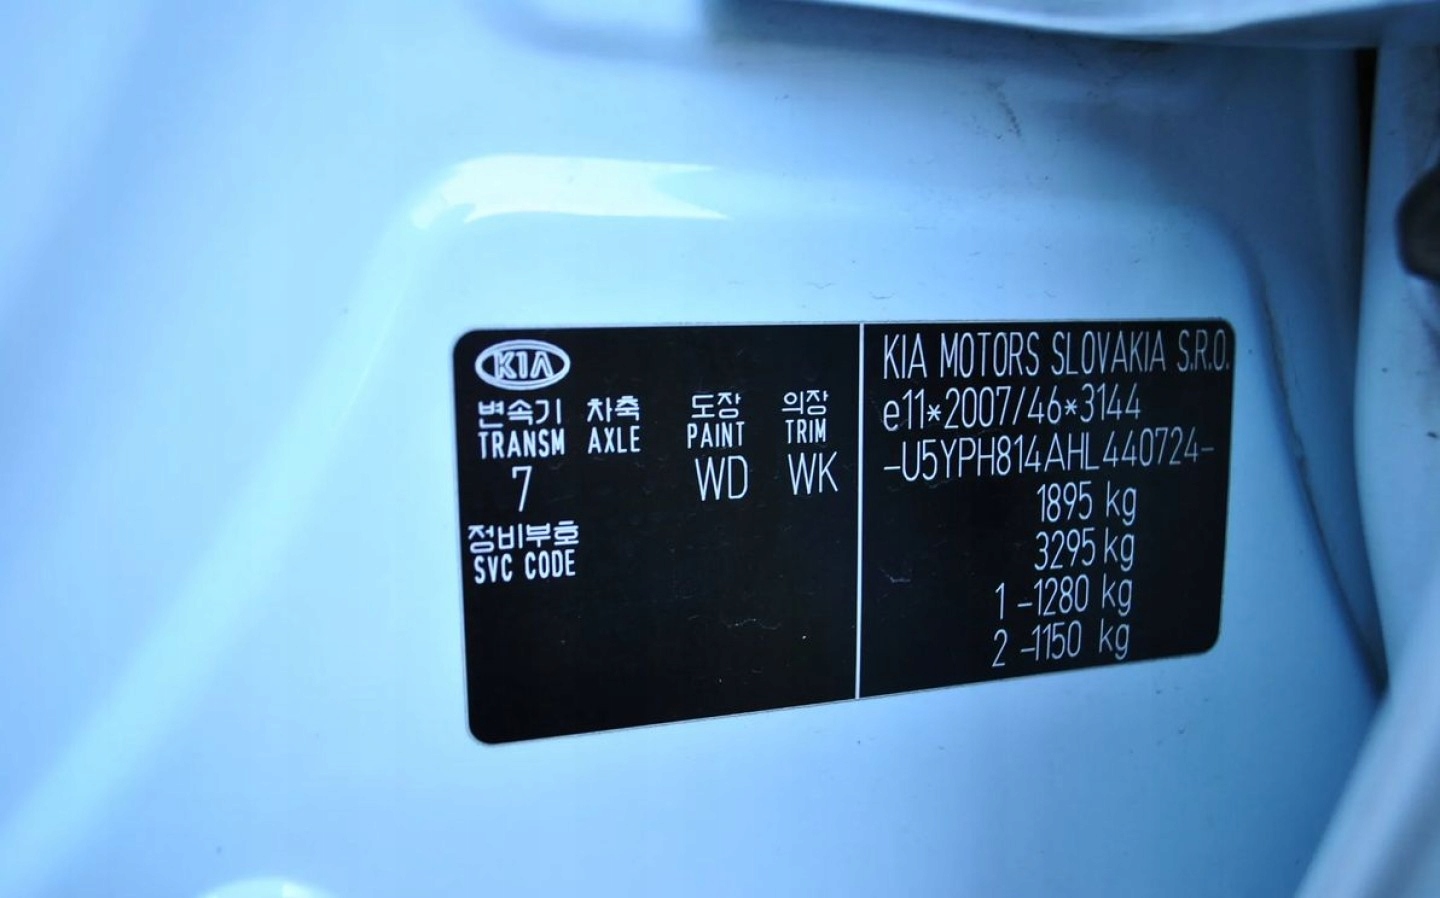 KIA
변속기 차축 도장 의장
TRANSM AXLE PAINT TRIM
7 WD WK
정비부호
SVC CODE
KIA MOTORS SLOVAKIA S.R.O.
e11*2007/46*3144
-U5YPH814AHL440724-
1895 kg
3295 kg
1 -1280 kg
2 -1150 kg